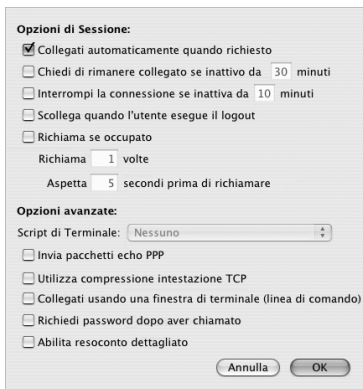 Opzioni di Sessione:
Collegati automaticamente quando richiesto
Chiedi di rimanere collegato se inattivo da 30 minuti
Interrompi la connessione se inattiva da 10 minuti
Scollega quando l'utente esegue il logout
Richiama se occupato
Richiama 1 volte
Aspetta 5 secondi prima di richiamare
Opzioni avanzate:
Script di Terminale: Nessuno
Invia pacchetti echo PPP
Utilizza compressione intestazione TCP
Collegati usando una finestra di terminale (linea di comando)
Richiedi password dopo aver chiamato
Abilita resoconto dettagliato
Annulla OK